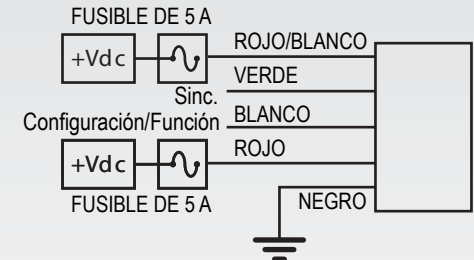 FUSIBLE DE 5 A
+Vdc
ROJO/BLANCO
VERDE
Sinc.
Configuración/Función
BLANCO
+Vdc
ROJO
FUSIBLE DE 5 A
NEGRO